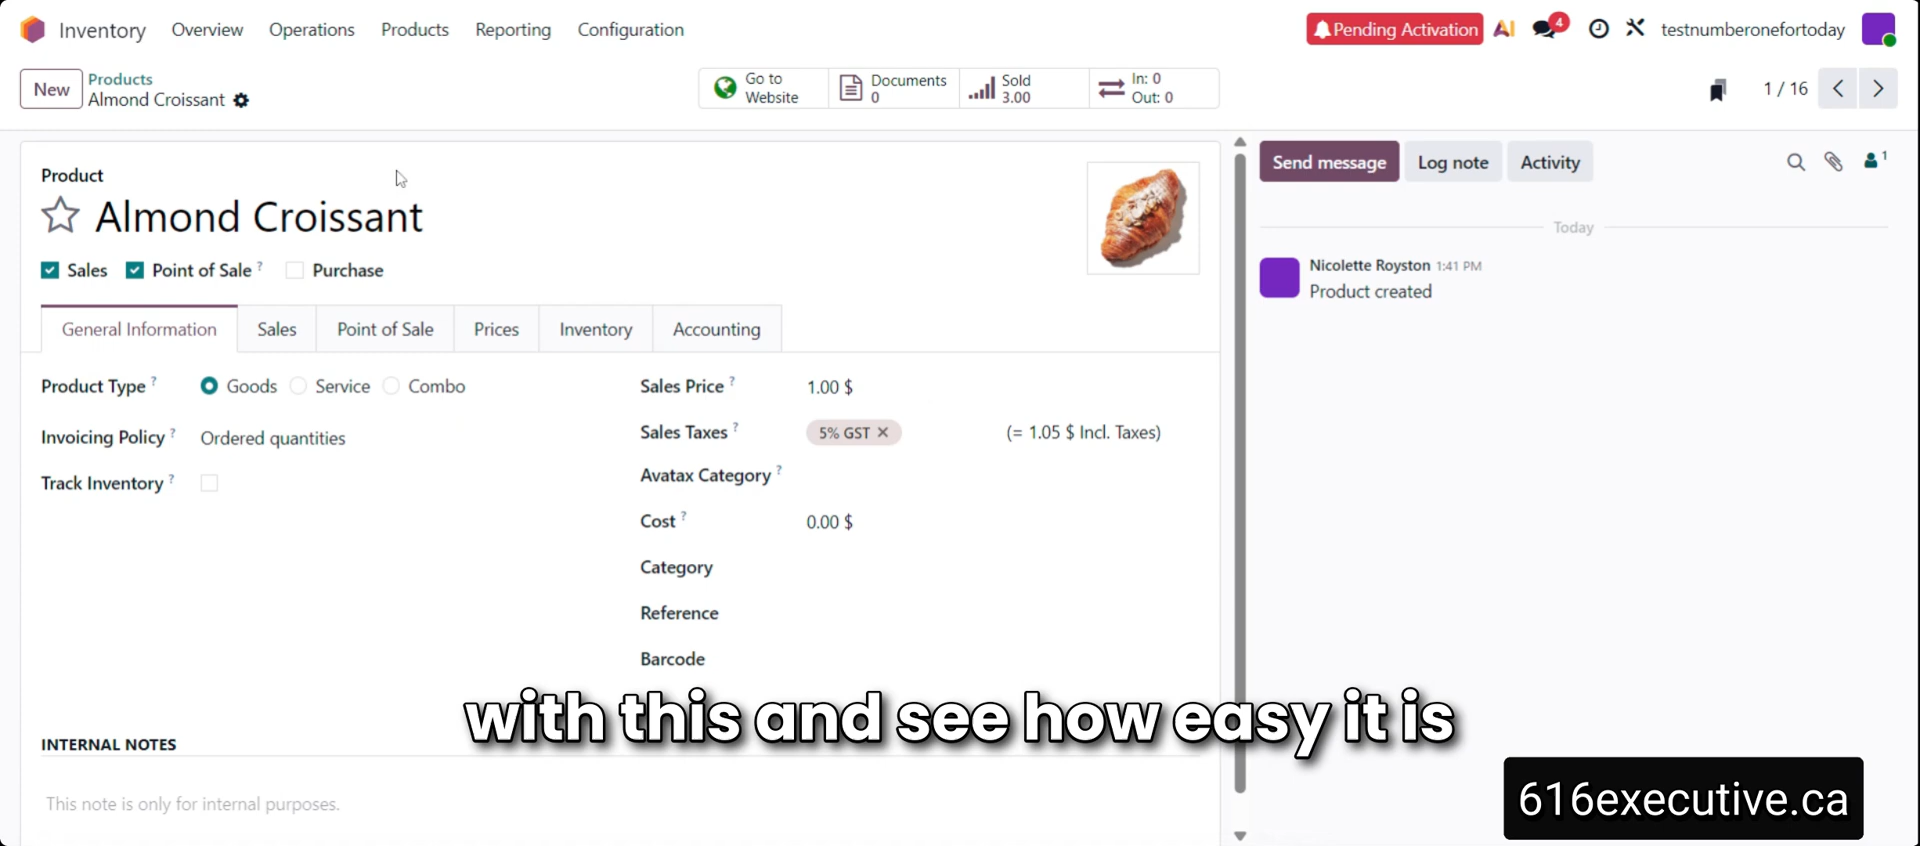 Inventory Overview Operations Products Reporting Configuration Pending Activation AI 4 testnumberonefortoday
New Products Go to Website Documents 0 Sold 3.00 In: 0 Out: 0 1 / 16
Almond Croissant
Product
Almond Croissant
Sales Point of Sale ? Purchase
General Information Sales Point of Sale Prices Inventory Accounting
Product Type ? Goods Service Combo
Invoicing Policy ? Ordered quantities
Track Inventory ?
Sales Price ? 1.00 $
Sales Taxes ? 5% GST ✕ (= 1.05 $ Incl. Taxes)
Avatax Category ?
Cost ? 0.00 $
Category
Reference
Barcode
INTERNAL NOTES
This note is only for internal purposes.
Send message Log note Activity 1
Today
Nicolette Royston 1:41 PM
Product created
with this and see how easy it is
616executive.ca